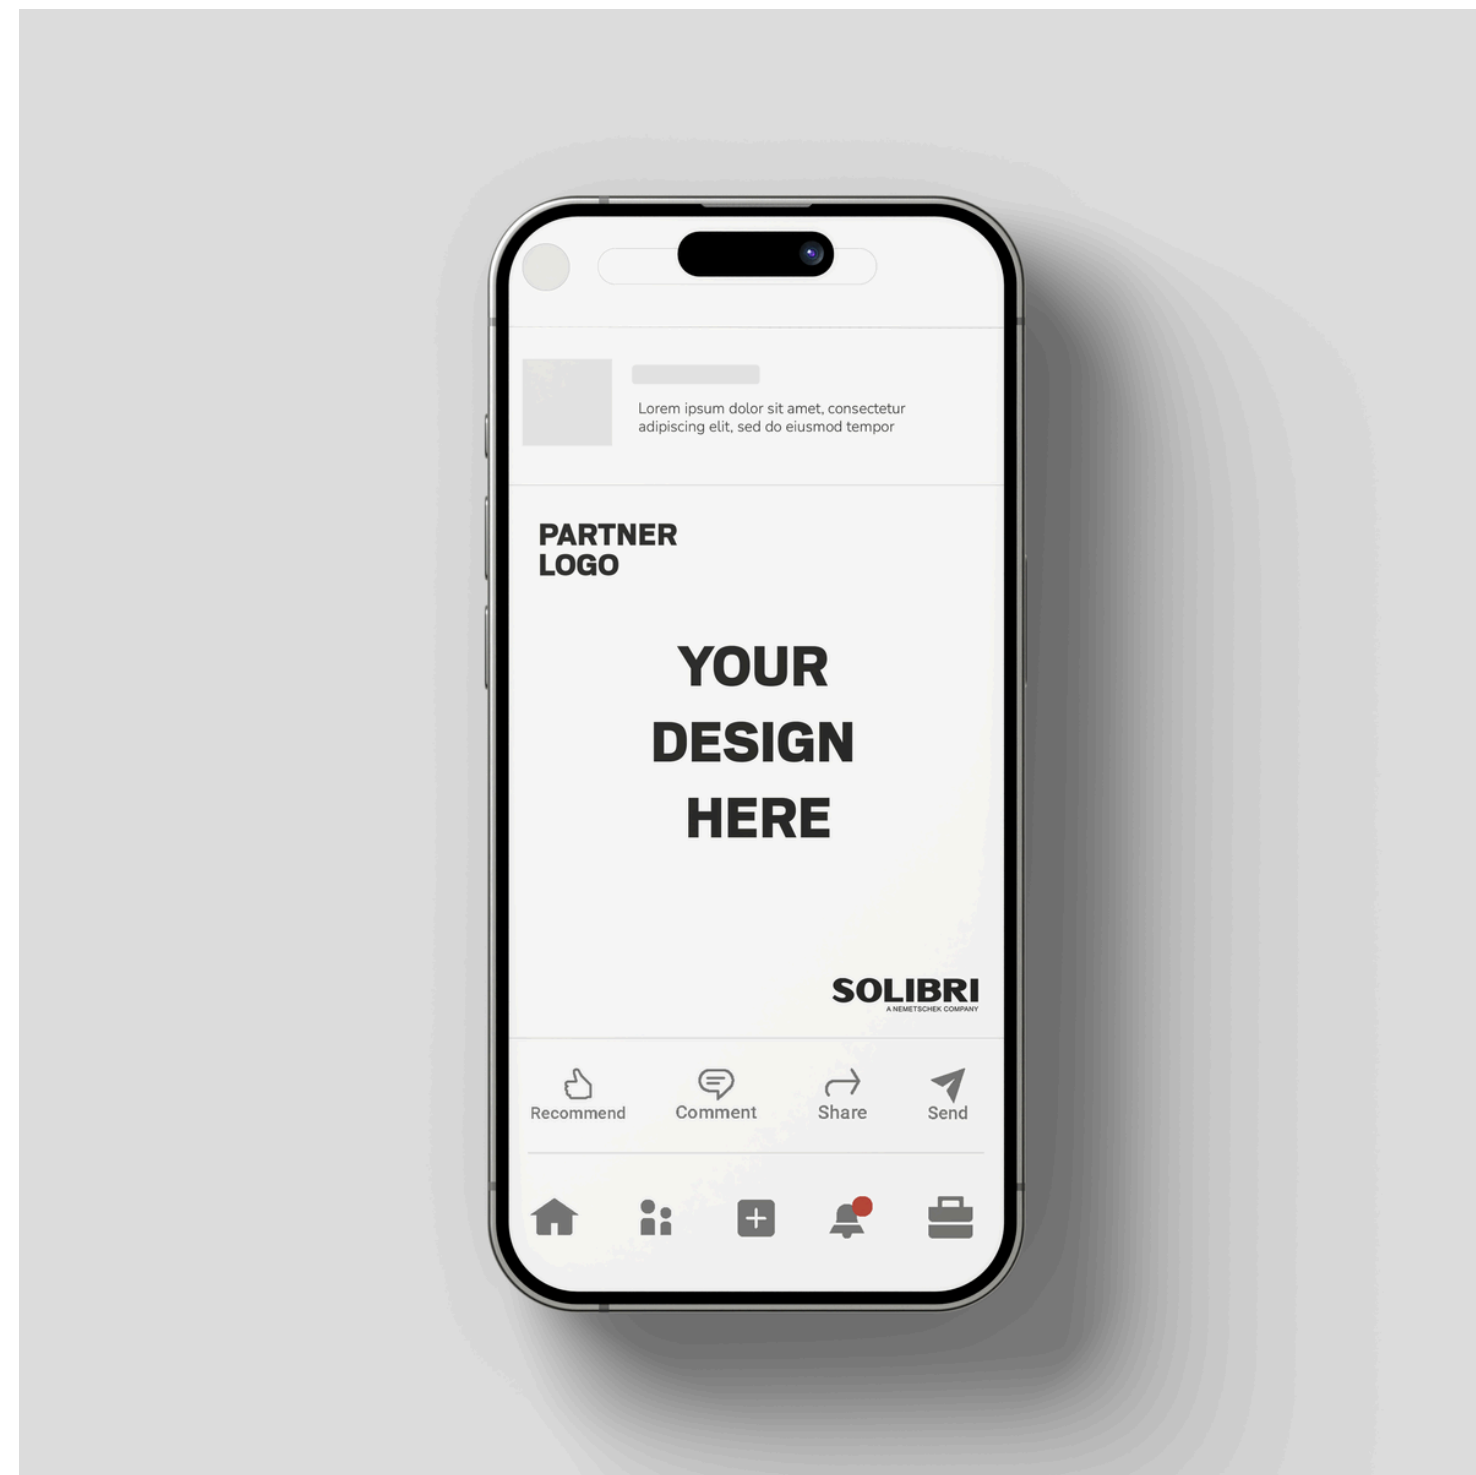 Lorem ipsum dolor sit amet, consectetur
adipiscing elit, sed do eiusmod tempor
PARTNER
LOGO
YOUR
DESIGN
HERE
SOLIBRI
A NEMETSCHEK COMPANY
Recommend
Comment
Share
Send